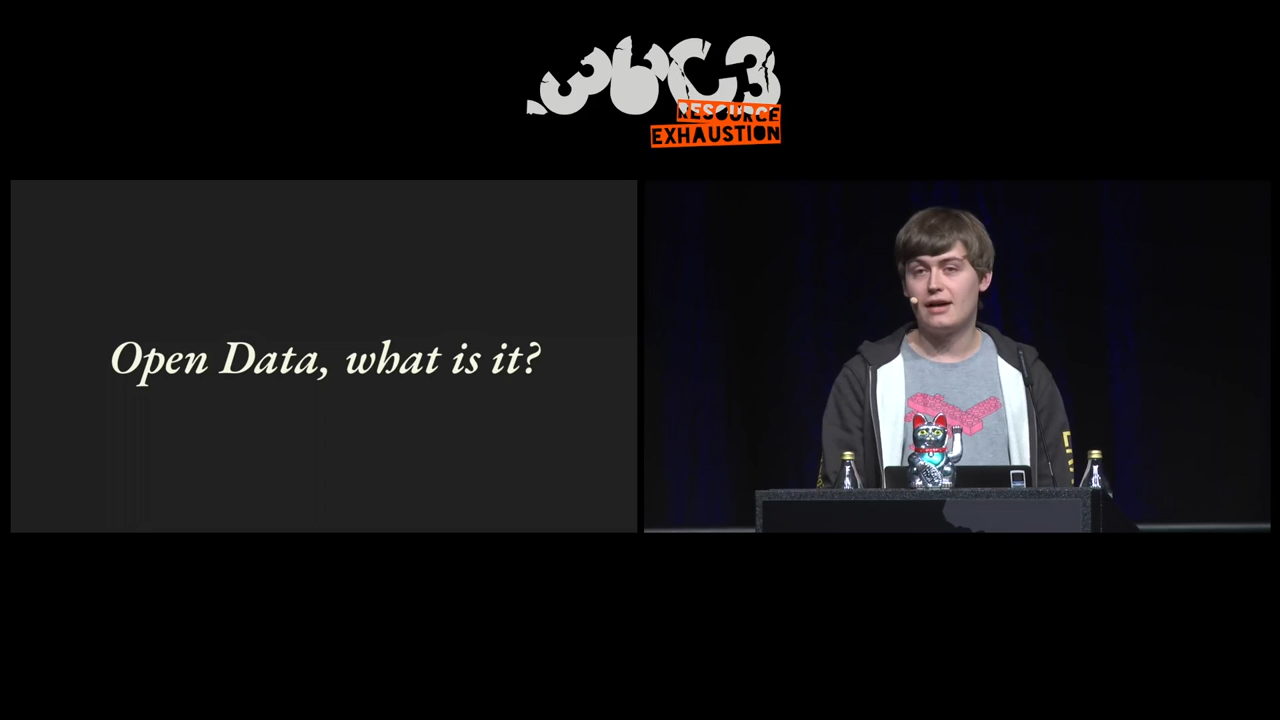 36C3
RESOURCE
EXHAUSTION
Open Data, what is it?